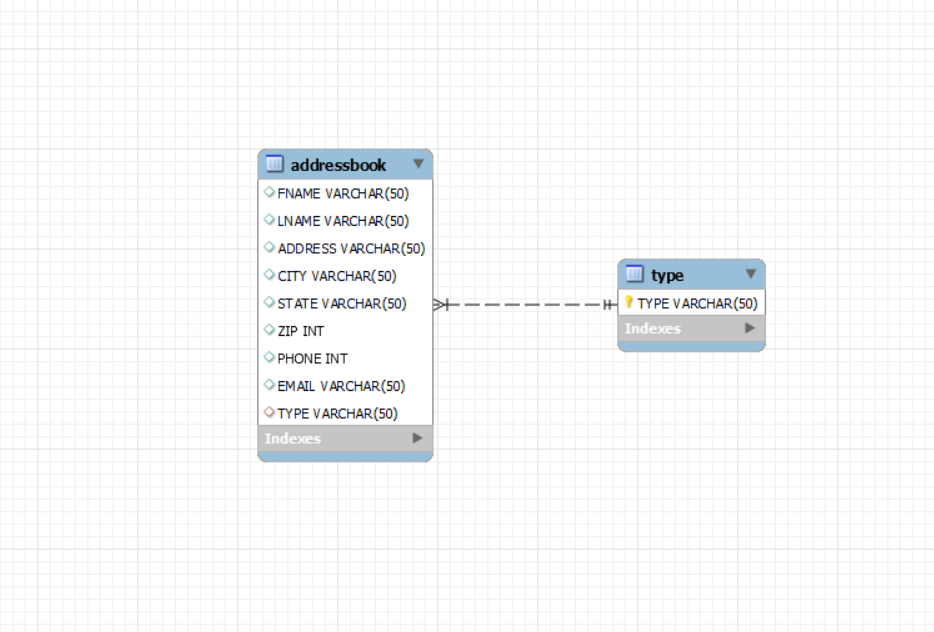 addressbook
FNAME VARCHAR(50)
LNAME VARCHAR(50)
ADDRESS VARCHAR(50)
CITY VARCHAR(50)
STATE VARCHAR(50)
ZIP INT
PHONE INT
EMAIL VARCHAR(50)
TYPE VARCHAR(50)
Indexes
type
TYPE VARCHAR(50)
Indexes